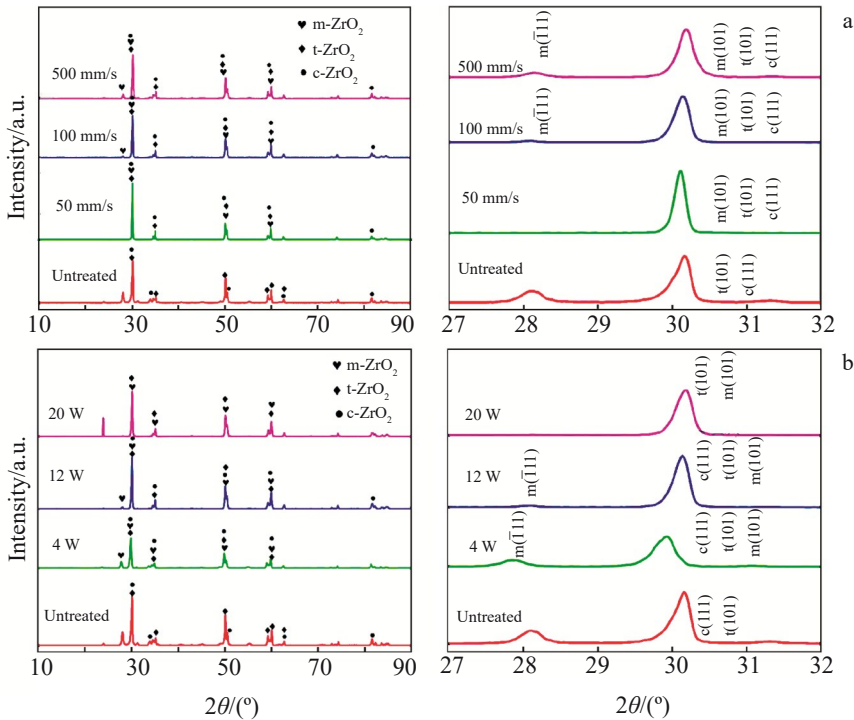 a
Intensity/a.u.
♥ m-ZrO₂
♦ t-ZrO₂
● c-ZrO₂
500 mm/s
100 mm/s
50 mm/s
Untreated
10 30 50 70 90
500 mm/s
m(1̅11)
m(101) t(101) c(111)
100 mm/s
m(1̅11)
m(101) t(101) c(111)
50 mm/s
m(101) t(101) c(111)
Untreated
t(101) c(111)
27 28 29 30 31 32
b
Intensity/a.u.
♥ m-ZrO₂
♦ t-ZrO₂
● c-ZrO₂
20 W
12 W
4 W
Untreated
10 30 50 70 90
2θ/(º)
20 W
t(101) m(101)
12 W
m(1̅11)
c(111) t(101) m(101)
4 W
m(1̅11)
c(111) t(101) m(101)
Untreated
c(111) t(101)
27 28 29 30 31 32
2θ/(º)